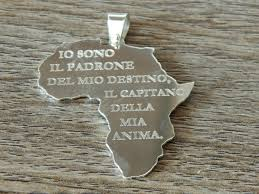 IO SONO
IL PADRONE
DEL MIO DESTINO,
IL CAPITANO
DELLA
MIA
ANIMA.